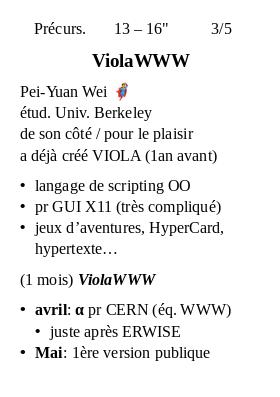 Précurs. 13 – 16" 3/5
ViolaWWW
Pei-Yuan Wei 🦸
étud. Univ. Berkeley
de son côté / pour le plaisir
a déjà créé VIOLA (1an avant)
• langage de scripting OO
• pr GUI X11 (très compliqué)
• jeux d’aventures, HyperCard,
hypertexte…
(1 mois) ViolaWWW
• avril: α pr CERN (éq. WWW)
• juste après ERWISE
• Mai: 1ère version publique